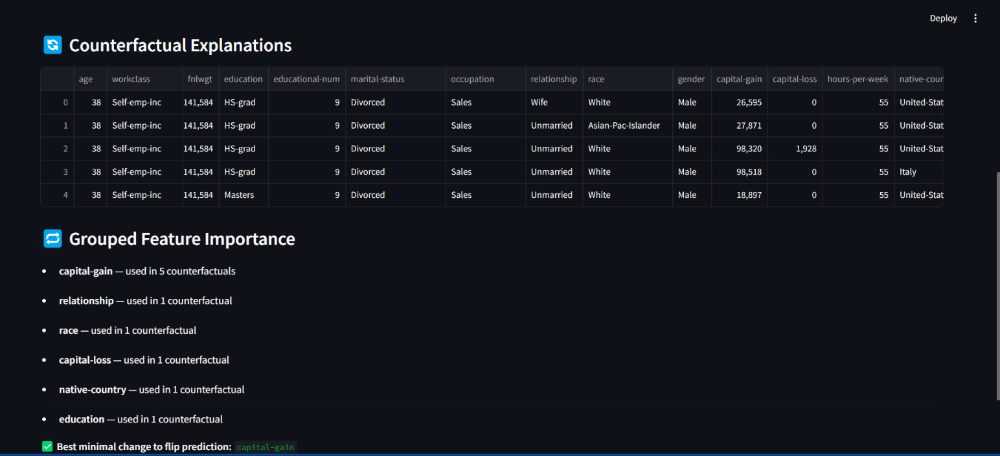 Deploy
Counterfactual Explanations
age workclass fnlwgt education educational-num marital-status occupation relationship race gender capital-gain capital-loss hours-per-week native-cour
0 38 Self-emp-inc 141,584 HS-grad 9 Divorced Sales Wife White Male 26,595 0 55 United-Stat
1 38 Self-emp-inc 141,584 HS-grad 9 Divorced Sales Unmarried Asian-Pac-Islander Male 27,871 0 55 United-Stat
2 38 Self-emp-inc 141,584 HS-grad 9 Divorced Sales Unmarried White Male 98,320 1,928 55 United-Stat
3 38 Self-emp-inc 141,584 HS-grad 9 Divorced Sales Unmarried White Male 98,518 0 55 Italy
4 38 Self-emp-inc 141,584 Masters 9 Divorced Sales Unmarried White Male 18,897 0 55 United-Stat
Grouped Feature Importance
• capital-gain — used in 5 counterfactuals
• relationship — used in 1 counterfactual
• race — used in 1 counterfactual
• capital-loss — used in 1 counterfactual
• native-country — used in 1 counterfactual
• education — used in 1 counterfactual
Best minimal change to flip prediction: capital-gain